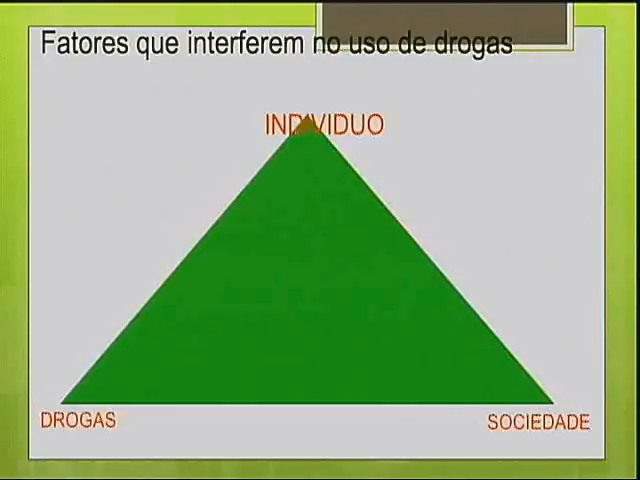 Fatores que interferem no uso de drogas
INDIVIDUO
DROGAS
SOCIEDADE